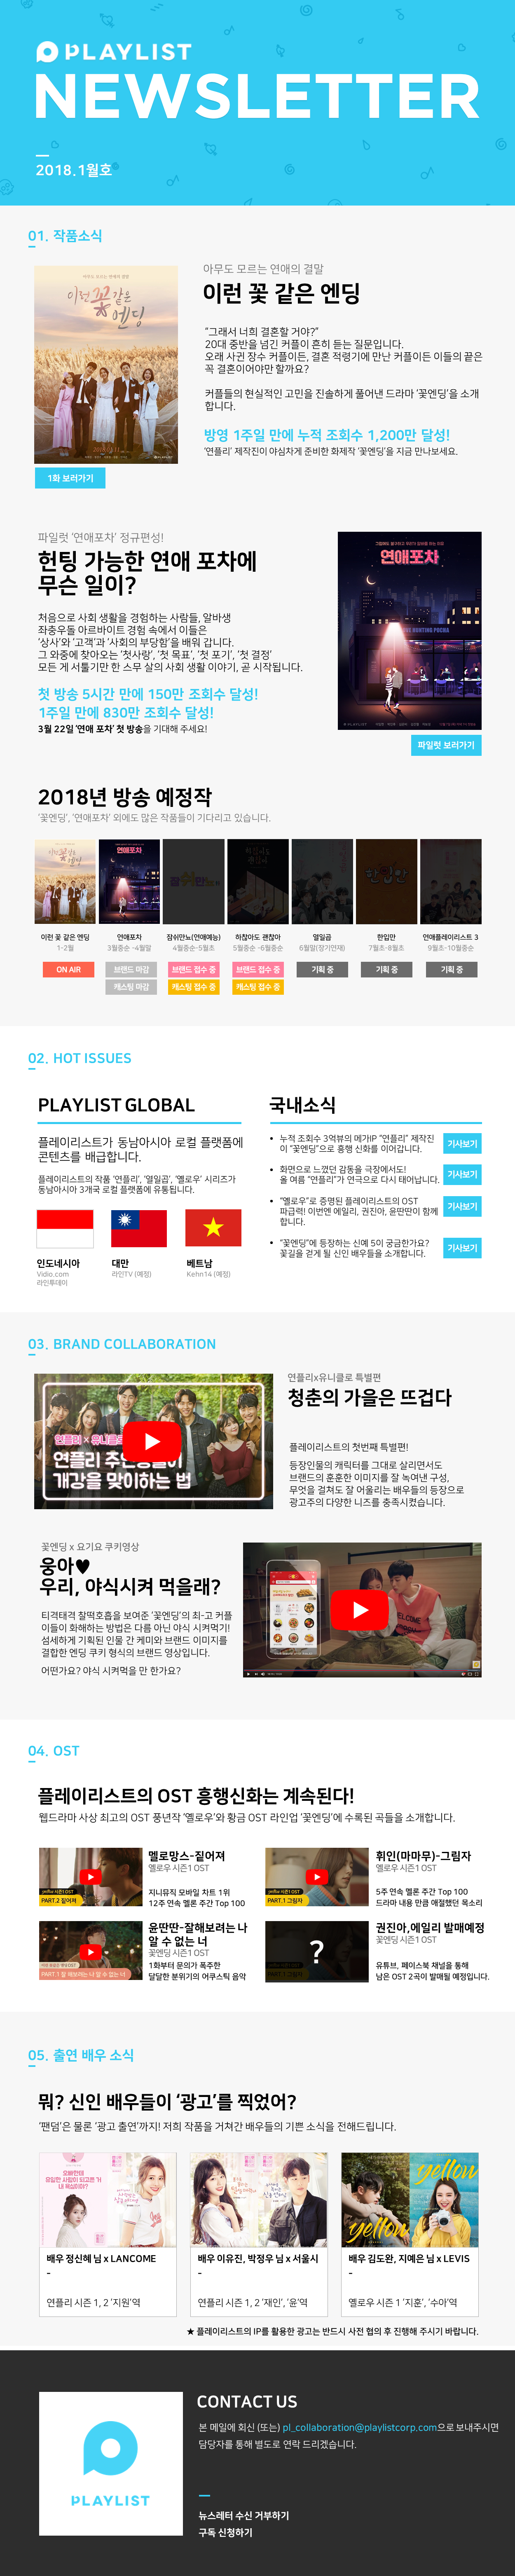 PLAYLIST
NEWSLETTER
2018.1월호
01. 작품소식
아무도 모르는 연애의 결말
이런 꽃 같은 엔딩
아무도 모르는 연애의 결말
이런 꽃 같은 엔딩
“그래서 너희 결혼할 거야?”
20대 중반을 넘긴 커플이 흔히 듣는 질문입니다.
오래 사귄 장수 커플이든, 결혼 적령기에 만난 커플이든 이들의 끝은
꼭 결혼이어야만 할까요?
커플들의 현실적인 고민을 진솔하게 풀어낸 드라마 ‘꽃엔딩’을 소개
합니다.
방영 1주일 만에 누적 조회수 1,200만 달성!
‘연플리’ 제작진이 야심차게 준비한 화제작 ‘꽃엔딩’을 지금 만나보세요.
1화 보러가기
파일럿 ‘연애포차’ 정규편성!
헌팅 가능한 연애 포차에
무슨 일이?
처음으로 사회 생활을 경험하는 사람들, 알바생
좌충우돌 아르바이트 경험 속에서 이들은
‘상사’와 ‘고객’과 ‘사회의 부당함’을 배워 갑니다.
그 와중에 찾아오는 ‘첫사랑’, ‘첫 목표’, ‘첫 포기’, ‘첫 결정’
모든 게 서툴기만 한 스무 살의 사회 생활 이야기, 곧 시작됩니다.
첫 방송 5시간 만에 150만 조회수 달성!
1주일 만에 830만 조회수 달성!
3월 22일 ‘연애 포차’ 첫 방송을 기대해 주세요!
연애포차
LOVE HUNTING POCHA
PLAYLIST
파일럿 보러가기
2018년 방송 예정작
‘꽃엔딩’, ‘연애포차’ 외에도 많은 작품들이 기다리고 있습니다.
이런 꽃 같은 엔딩
1-2월
ON AIR
연애포차
3월중순 -4월말
브랜드 마감
캐스팅 마감
잠쉬만뇨(연애예능)
4월중순-5월초
브랜드 접수 중
캐스팅 접수 중
하찮아도 괜찮아
5월중순 -6월중순
브랜드 접수 중
캐스팅 접수 중
열일곱
6월말(장기연재)
기획 중
한입만
7월초-8월초
기획 중
연애플레이리스트 3
9월초-10월중순
기획 중
02. HOT ISSUES
PLAYLIST GLOBAL
플레이리스트가 동남아시아 로컬 플랫폼에
콘텐츠를 배급합니다.
플레이리스트의 작품 ‘연플리’, ‘열일곱’, ‘옐로우’ 시리즈가
동남아시아 3개국 로컬 플랫폼에 유통됩니다.
인도네시아
Vidio.com
라인투데이
대만
라인TV (예정)
베트남
Kehn14 (예정)
국내소식
• 누적 조회수 3억뷰의 메가IP “연플리” 제작진
이 “꽃엔딩”으로 흥행 신화를 이어갑니다.
기사보기
• 화면으로 느꼈던 감동을 극장에서도!
올 여름 “연플리”가 연극으로 다시 태어납니다.
기사보기
• “옐로우”로 증명된 플레이리스트의 OST
파급력! 이번엔 에일리, 권진아, 윤딴딴이 함께
합니다.
기사보기
• “꽃엔딩”에 등장하는 신예 5이 궁금한가요?
꽃길을 걷게 될 신인 배우들을 소개합니다.
기사보기
03. BRAND COLLABORATION
연플리 주인공들이
개강을 맞이하는 법
연플리x유니클로 특별편
청춘의 가을은 뜨겁다
플레이리스트의 첫번째 특별편!
등장인물의 캐릭터를 그대로 살리면서도
브랜드의 훈훈한 이미지를 잘 녹여낸 구성,
무엇을 걸쳐도 잘 어울리는 배우들의 등장으로
광고주의 다양한 니즈를 충족시켰습니다.
꽃엔딩 x 요기요 쿠키영상
웅아♥
우리, 야식시켜 먹을래?
티격태격 찰떡호흡을 보여준 ‘꽃엔딩’의 최-고 커플
이들이 화해하는 방법은 다름 아닌 야식 시켜먹기!
섬세하게 기획된 인물 간 케미와 브랜드 이미지를
결합한 엔딩 쿠키 형식의 브랜드 영상입니다.
어떤가요? 야식 시켜먹을 만 한가요?
04. OST
플레이리스트의 OST 흥행신화는 계속된다!
웹드라마 사상 최고의 OST 풍년작 ‘옐로우’와 황금 OST 라인업 ‘꽃엔딩’에 수록된 곡들을 소개합니다.
PART.2 짙어져
멜로망스-짙어져
옐로우 시즌1 OST
지니뮤직 모바일 차트 1위
12주 연속 멜론 주간 Top 100
PART.1 그림자
휘인(마마무)-그림자
옐로우 시즌1 OST
5주 연속 멜론 주간 Top 100
드라마 내용 만큼 애절했던 목소리
PART 1 잘 해보려는 나 알 수 없는 너
윤딴딴-잘해보려는 나
알 수 없는 너
꽃엔딩 시즌1 OST
1화부터 문의가 폭주한
달달한 분위기의 어쿠스틱 음악
?
권진아,에일리 발매예정
꽃엔딩 시즌1 OST
유튜브, 페이스북 채널을 통해
남은 OST 2곡이 발매될 예정입니다.
05. 출연 배우 소식
뭐? 신인 배우들이 ‘광고’를 찍었어?
‘팬덤’은 물론 ‘광고 출연’까지! 저희 작품을 거쳐간 배우들의 기쁜 소식을 전해드립니다.
yellow
yellow
배우 정신혜 님 x LANCOME
-
연플리 시즌 1, 2 ‘지원’역
배우 이유진, 박정우 님 x 서울시
-
연플리 시즌 1, 2 ‘재인’, ‘윤’역
배우 김도완, 지예은 님 x LEVIS
-
옐로우 시즌 1 ‘지훈’, ‘수아’역
★ 플레이리스트의 IP를 활용한 광고는 반드시 사전 협의 후 진행해 주시기 바랍니다.
PLAYLIST
CONTACT US
본 메일에 회신 (또는) pl_collaboration@playlistcorp.com으로 보내주시면
담당자를 통해 별도로 연락 드리겠습니다.
뉴스레터 수신 거부하기
구독 신청하기